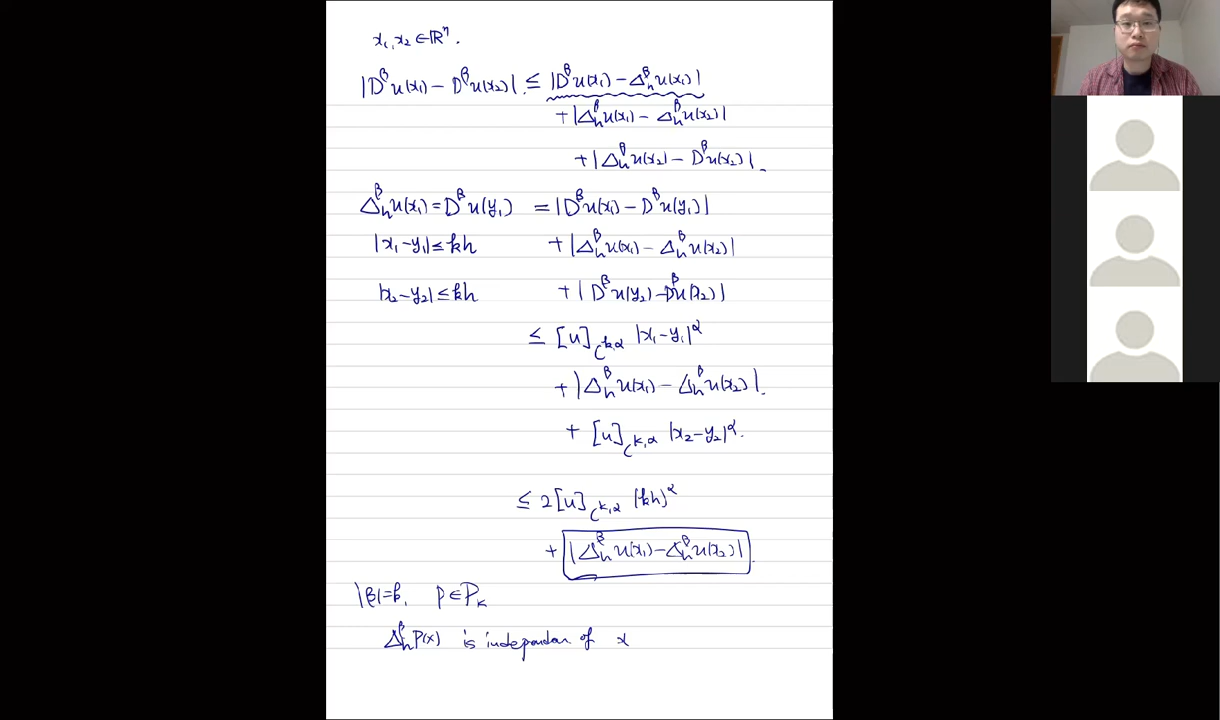 x₁, x₂ ∈ ℝⁿ.
|D^β u(x₁) − D^β u(x₂)| ≤ |D^β u(x₁) − Δ_h^β u(x₁)|
+ |Δ_h^β u(x₁) − Δ_h^β u(x₂)|
+ |Δ_h^β u(x₂) − D^β u(x₂)|.
Δ_h^β u(x₁) = D^β u(y₁) = |D^β u(x₁) − D^β u(y₁)|
|x₁−y₁| ≤ kh + |Δ_h^β u(x₁) − Δ_h^β u(x₂)|
|x₂−y₂| ≤ kh + |D^β u(y₂) − D^β u(x₂)|
≤ [u]_{C^{k,α}} |x₁−y₁|^α
+ |Δ_h^β u(x₁) − Δ_h^β u(x₂)|.
+ [u]_{C^{k,α}} |x₂−y₂|^α.
≤ 2[u]_{C^{k,α}} (kh)^α
+ |Δ_h^β u(x₁) − Δ_h^β u(x₂)|.
|β|=k, p ∈ P_k
Δ_h^β p(x) is independen of x